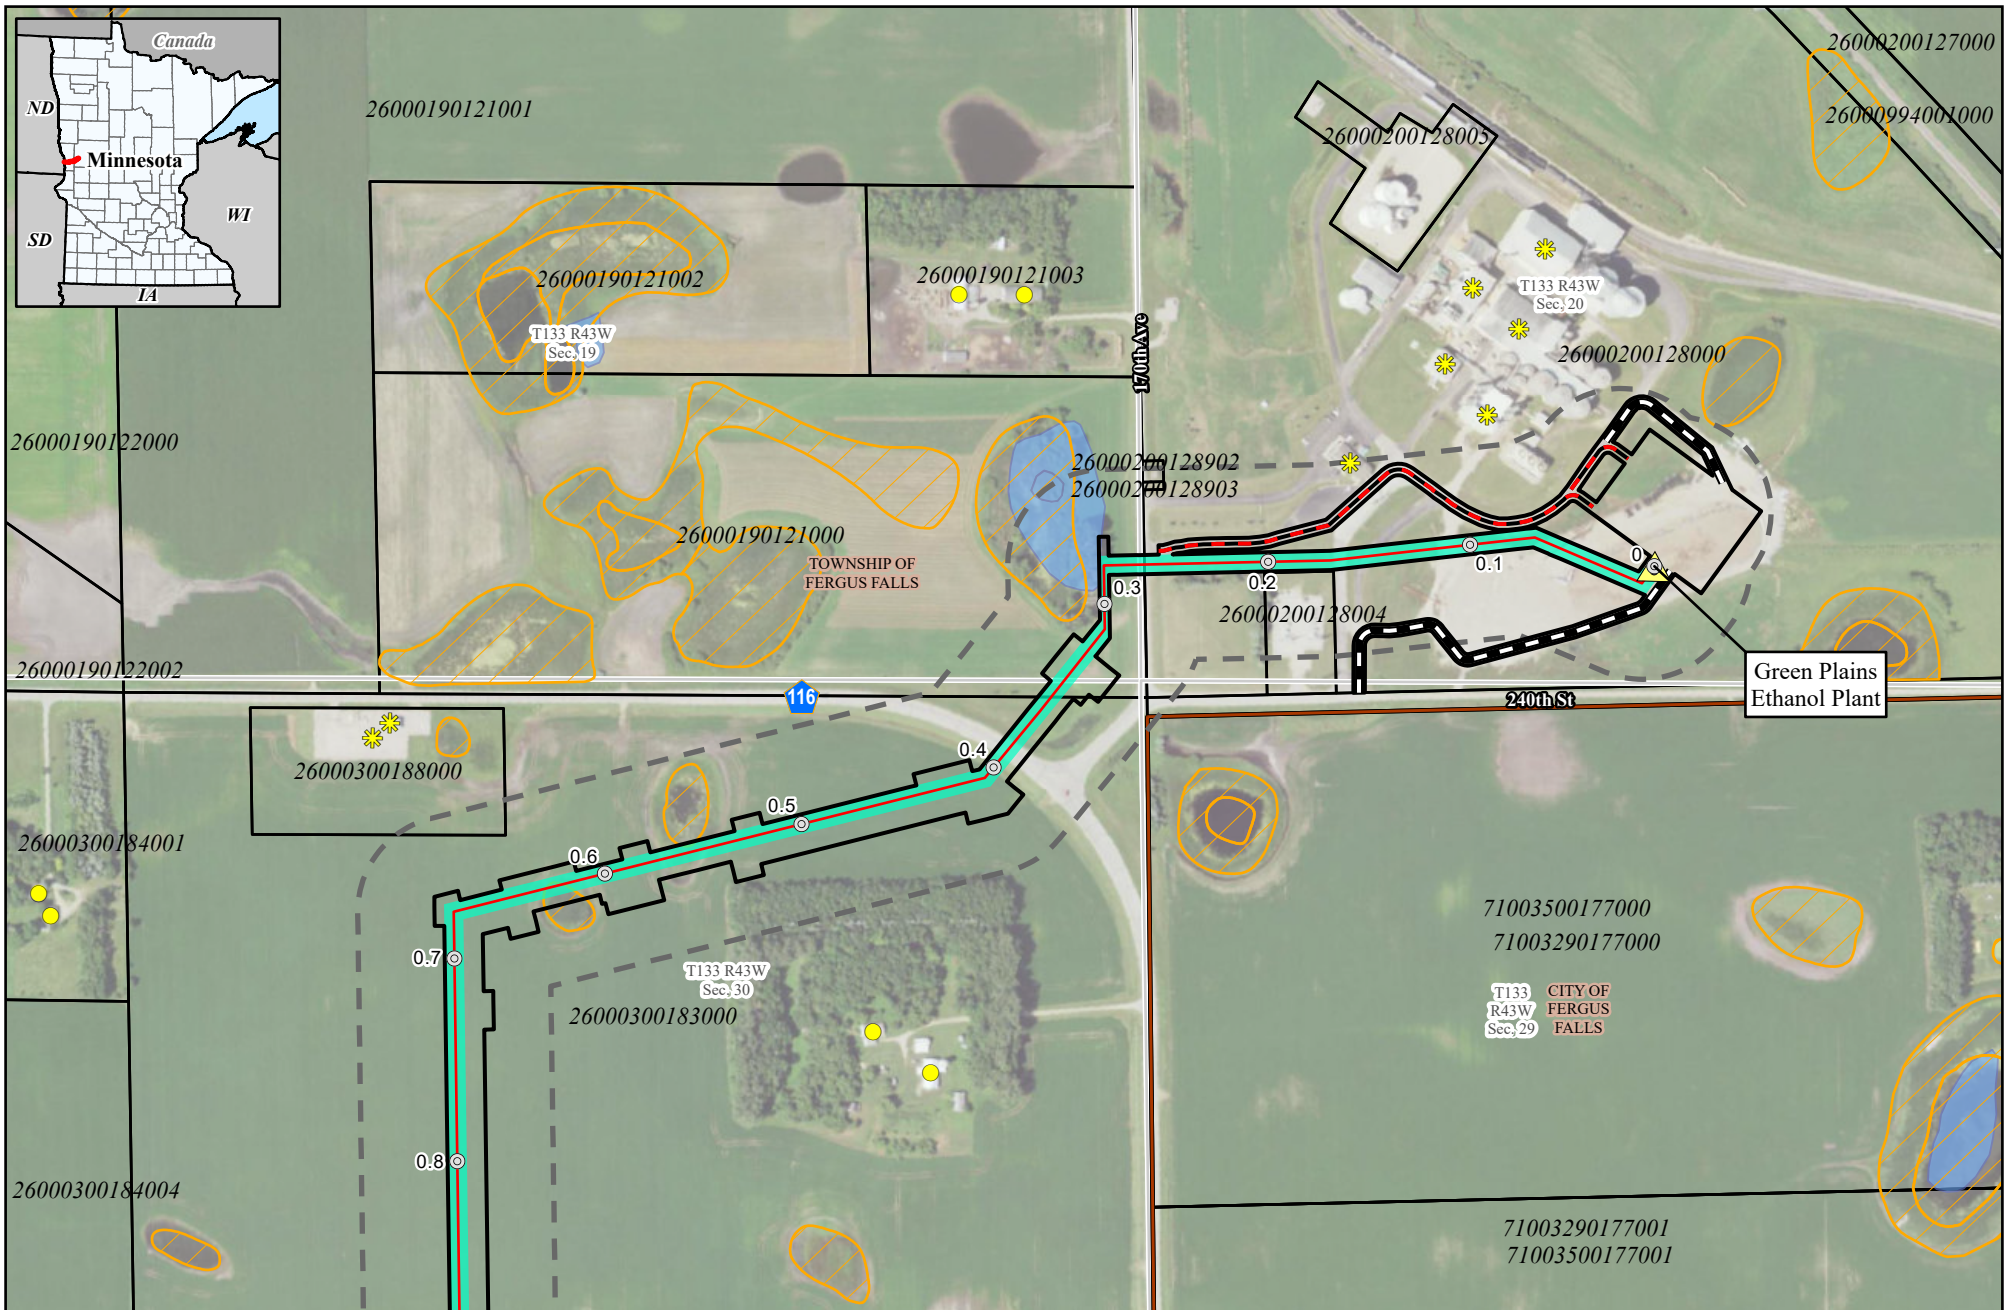 Canada
ND
Minnesota
SD
WI
IA
26000190121001
26000200127000
26000994001000
26000200128005
26000190121002
26000190121003
T133 R43W
Sec. 19
T133 R43W
Sec. 20
170th Ave
26000200128000
26000190122000
26000200128902
26000200128903
26000190121000
TOWNSHIP OF
FERGUS FALLS
0
0.1
0.2
0.3
26000200128004
26000190122002
116
240th St
Green Plains
Ethanol Plant
0.4
26000300188000
0.5
26000300184001
0.6
71003500177000
71003290177000
0.7
T133 R43W
Sec. 30
26000300183000
T133
R43W
Sec. 29
CITY OF
FERGUS
FALLS
0.8
26000300184004
71003290177001
71003500177001